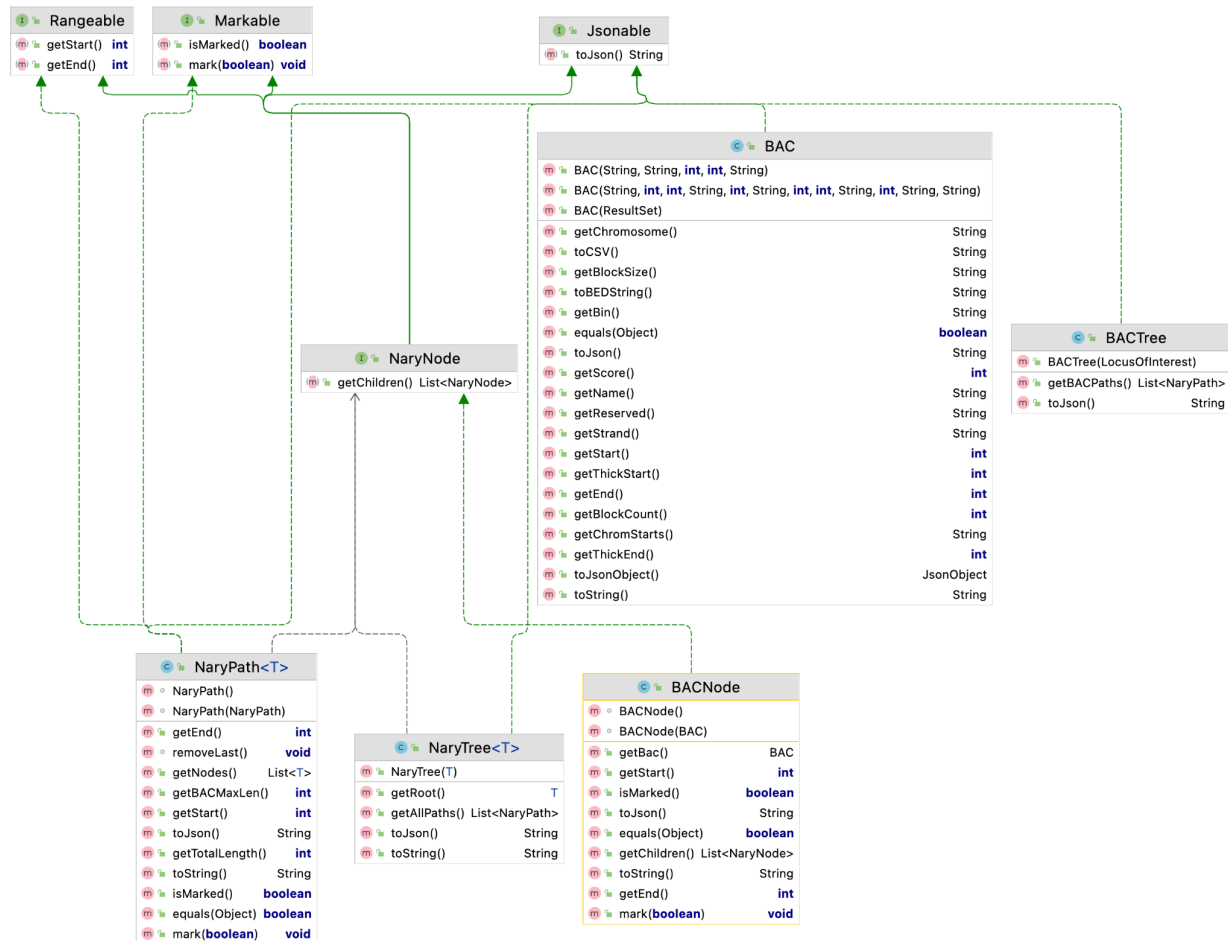 Rangeable
getStart() int
getEnd() int
Markable
isMarked() boolean
mark(boolean) void
Jsonable
toJson() String
BAC
BAC(String, String, int, int, String)
BAC(String, int, int, String, int, String, int, int, String, int, String, String)
BAC(ResultSet)
getChromosome() String
toCSV() String
getBlockSize() String
toBEDString() String
getBin() String
equals(Object) boolean
toJson() String
getScore() int
getName() String
getReserved() String
getStrand() String
getStart() int
getThickStart() int
getEnd() int
getBlockCount() int
getChromStarts() String
getThickEnd() int
toJsonObject() JsonObject
toString() String
BACTree
BACTree(LocusOfInterest)
getBACPaths() List<NaryPath>
toJson() String
NaryNode
getChildren() List<NaryNode>
NaryPath<T>
NaryPath()
NaryPath(NaryPath)
getEnd() int
removeLast() void
getNodes() List<T>
getBACMaxLen() int
getStart() int
toJson() String
getTotalLength() int
toString() String
isMarked() boolean
equals(Object) boolean
mark(boolean) void
NaryTree<T>
NaryTree(T)
getRoot() T
getAllPaths() List<NaryPath>
toJson() String
toString() String
BACNode
BACNode()
BACNode(BAC)
getBac() BAC
getStart() int
isMarked() boolean
toJson() String
equals(Object) boolean
getChildren() List<NaryNode>
toString() String
getEnd() int
mark(boolean) void